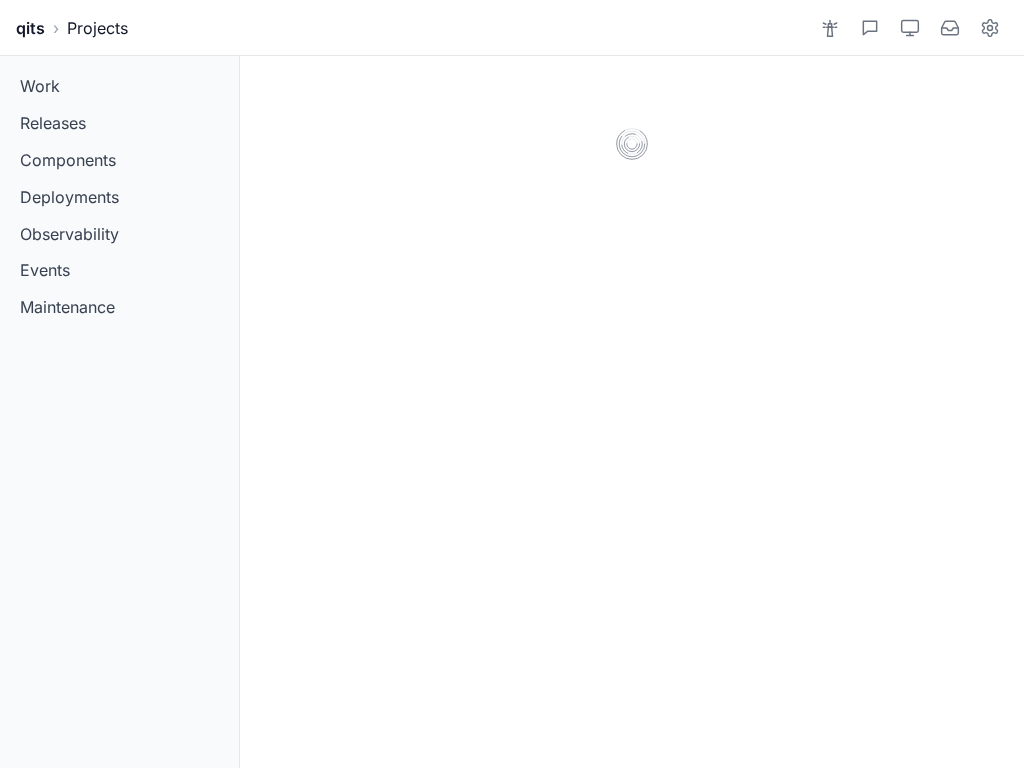 qits › Projects
Work
Releases
Components
Deployments
Observability
Events
Maintenance